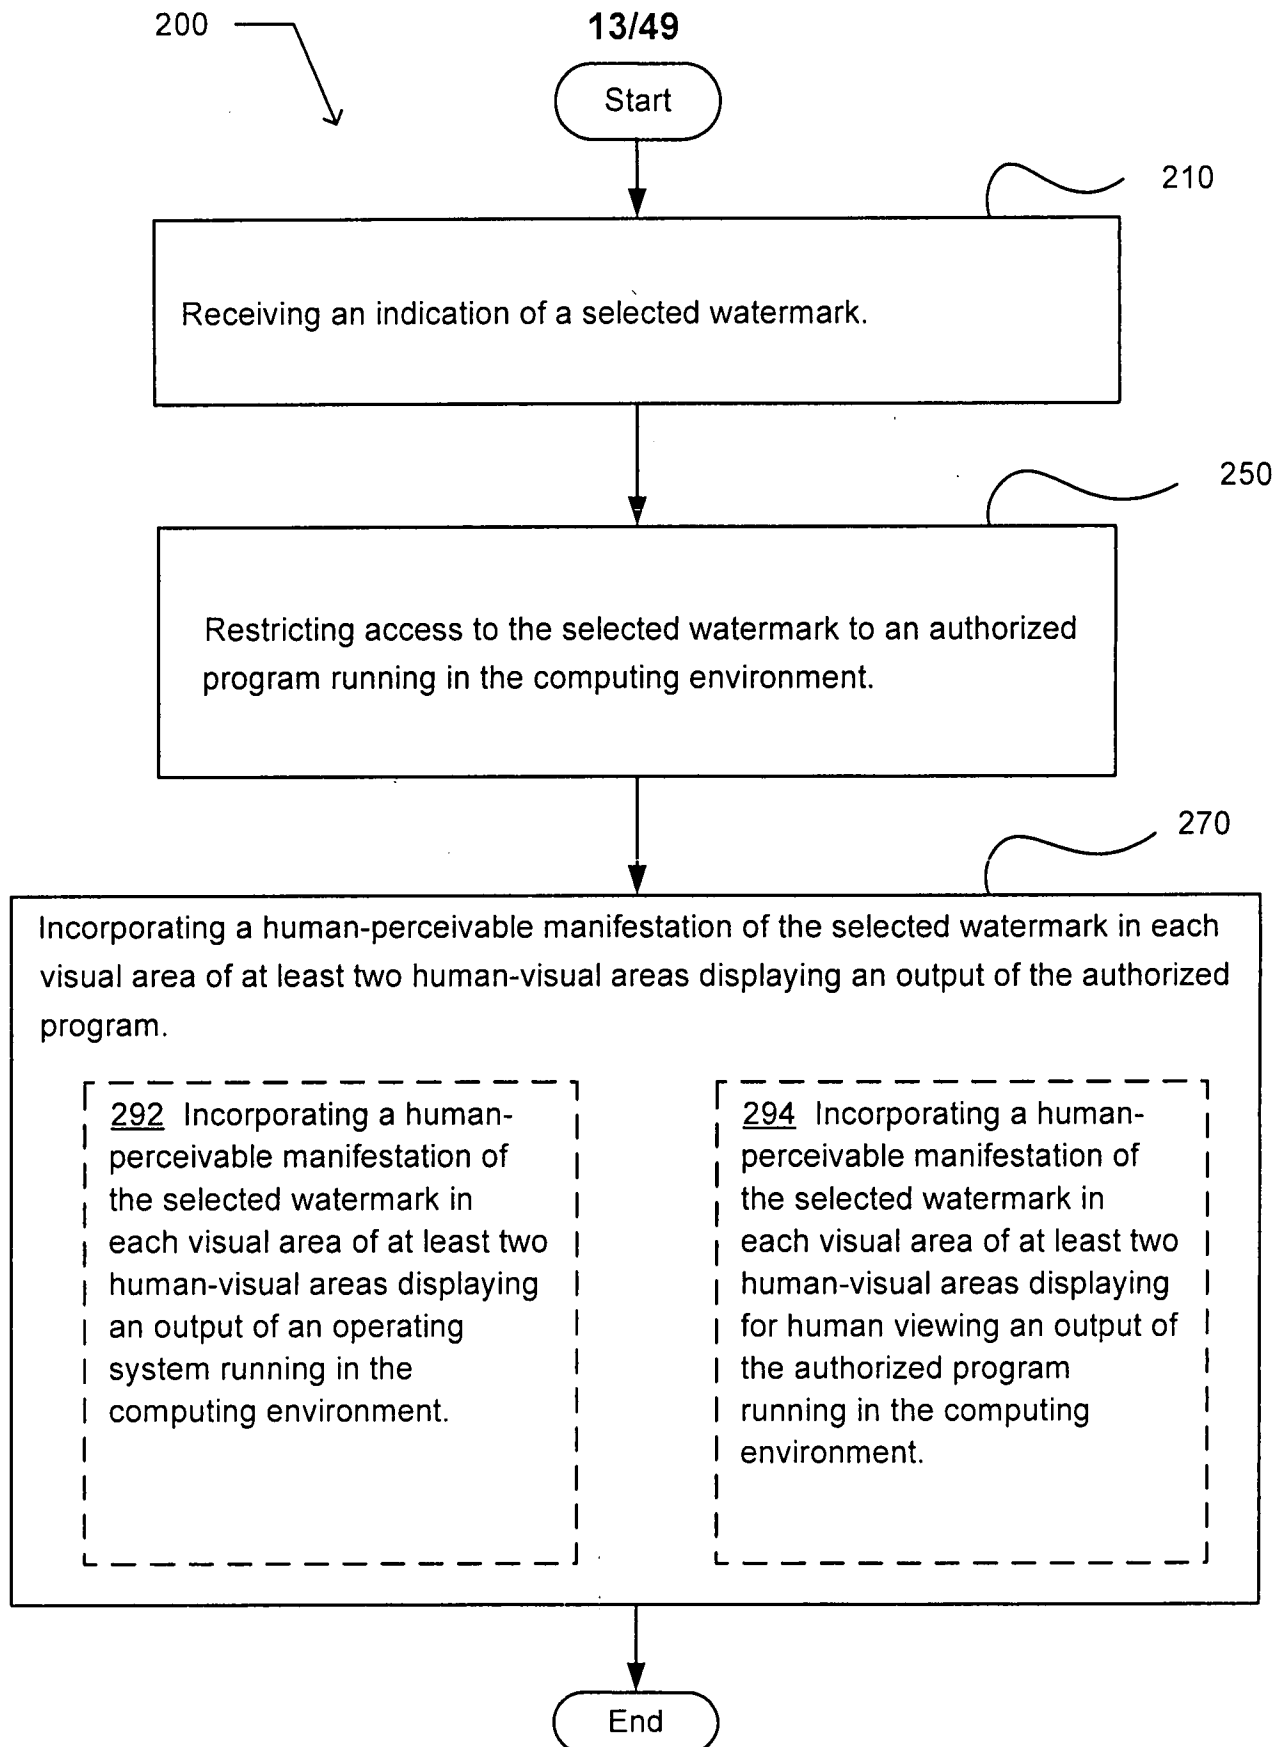 200
13/49
Start
210
Receiving an indication of a selected watermark.
250
Restricting access to the selected watermark to an authorized
program running in the computing environment.
270
Incorporating a human-perceivable manifestation of the selected watermark in each
visual area of at least two human-visual areas displaying an output of the authorized
program.
292 Incorporating a human-
perceivable manifestation of
the selected watermark in
each visual area of at least two
human-visual areas displaying
an output of an operating
system running in the
computing environment.
294 Incorporating a human-
perceivable manifestation of
the selected watermark in
each visual area of at least two
human-visual areas displaying
for human viewing an output of
the authorized program
running in the computing
environment.
End